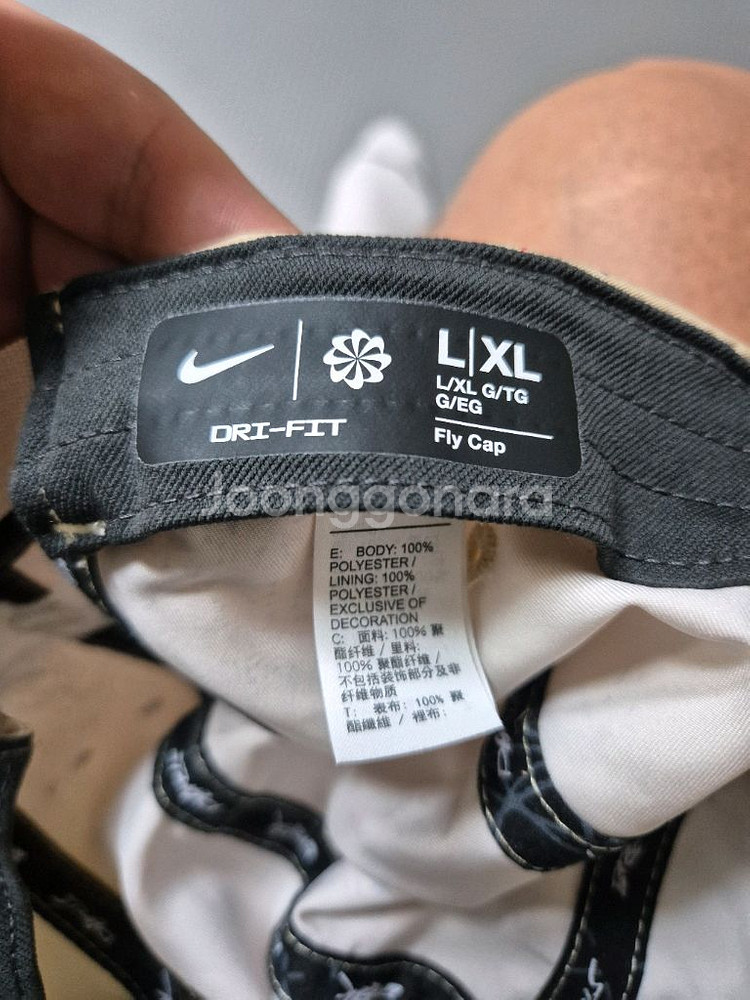 L|XL
L/XL G/TG
G/EG
DRI-FIT
Fly Cap
Joonggonara
E: BODY: 100%
POLYESTER /
LINING: 100%
POLYESTER /
EXCLUSIVE OF
DECORATION
C: 面料: 100% 聚
酯纤维 / 里料:
100% 聚酯纤维 /
不包括装饰部分及非
纤维物质
T: 表布: 100% 聚
酯纖維 / 裡布: